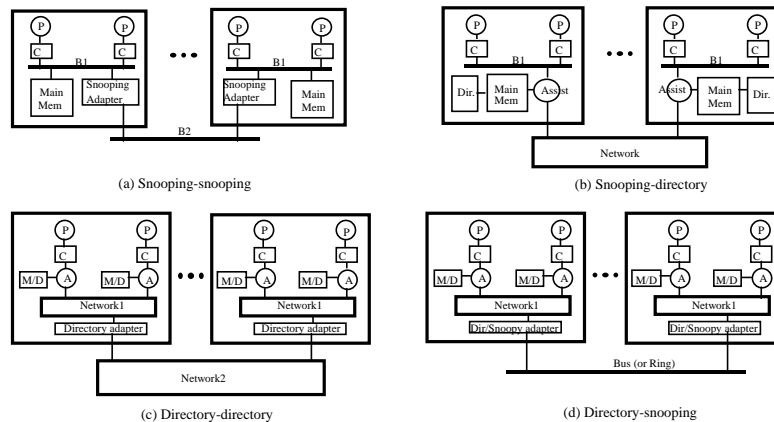 P P P P
C C C C
B1 B1
Main Mem Snooping Adapter Snooping Adapter Main Mem
B2
(a) Snooping-snooping
P P P P
C C C C
B1 B1
Dir. Main Mem Assist Assist Main Mem Dir.
Network
(b) Snooping-directory
P P P P
C C C C
M/D A M/D A M/D A M/D A
Network1 Network1
Directory adapter Directory adapter
Network2
(c) Directory-directory
P P P P
C C C C
M/D A M/D A M/D A M/D A
Network1 Network1
Dir/Snoopy adapter Dir/Snoopy adapter
Bus (or Ring)
(d) Directory-snooping